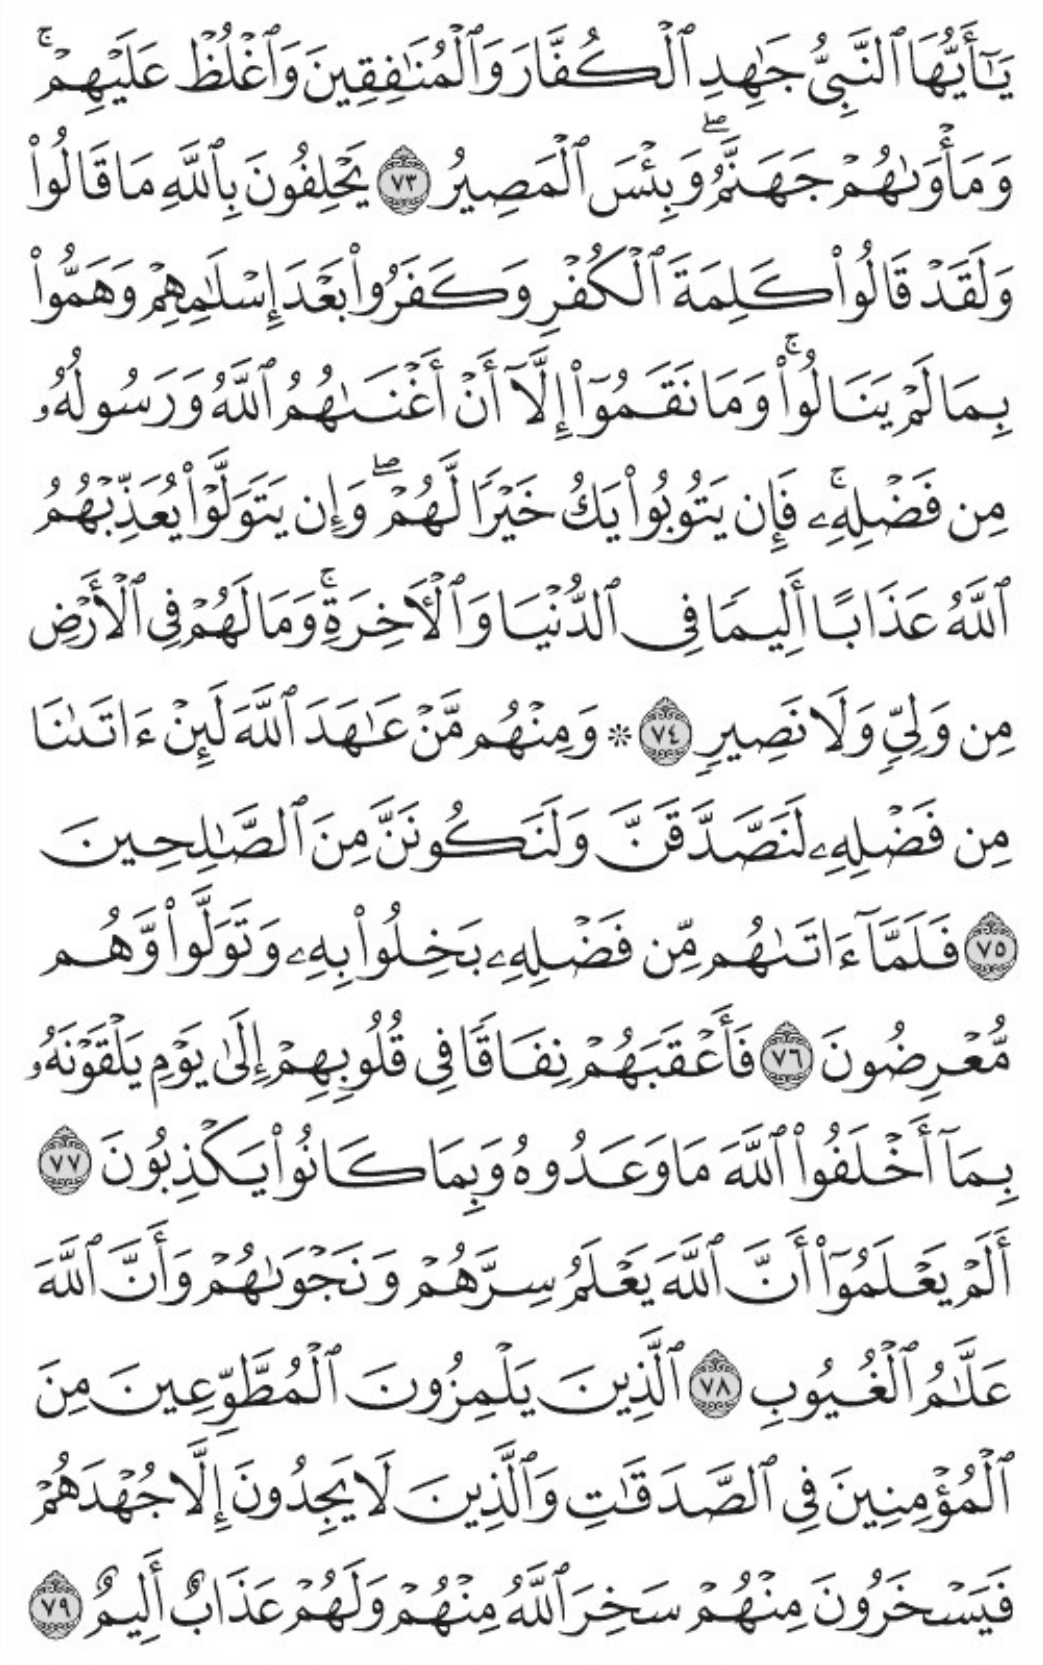 يَـٰٓأَيُّهَا ٱلنَّبِىُّ جَـٰهِدِ ٱلْكُفَّارَ وَٱلْمُنَـٰفِقِينَ وَٱغْلُظْ عَلَيْهِمْ ۚ
وَمَأْوَىٰهُمْ جَهَنَّمُ ۖ وَبِئْسَ ٱلْمَصِيرُ ٧٣ يَحْلِفُونَ بِٱللَّهِ مَا قَالُوا۟
وَلَقَدْ قَالُوا۟ كَلِمَةَ ٱلْكُفْرِ وَكَفَرُوا۟ بَعْدَ إِسْلَـٰمِهِمْ وَهَمُّوا۟
بِمَا لَمْ يَنَالُوا۟ ۚ وَمَا نَقَمُوٓا۟ إِلَّآ أَنْ أَغْنَىٰهُمُ ٱللَّهُ وَرَسُولُهُۥ
مِن فَضْلِهِۦ ۚ فَإِن يَتُوبُوا۟ يَكُ خَيْرًا لَّهُمْ ۖ وَإِن يَتَوَلَّوْا۟ يُعَذِّبْهُمُ
ٱللَّهُ عَذَابًا أَلِيمًا فِى ٱلدُّنْيَا وَٱلْـَٔاخِرَةِ ۚ وَمَا لَهُمْ فِى ٱلْأَرْضِ
مِن وَلِىٍّ وَلَا نَصِيرٍ ٧٤ ۞ وَمِنْهُم مَّنْ عَـٰهَدَ ٱللَّهَ لَئِنْ ءَاتَىٰنَا
مِن فَضْلِهِۦ لَنَصَّدَّقَنَّ وَلَنَكُونَنَّ مِنَ ٱلصَّـٰلِحِينَ
٧٥ فَلَمَّآ ءَاتَىٰهُم مِّن فَضْلِهِۦ بَخِلُوا۟ بِهِۦ وَتَوَلَّوا۟ وَّهُم
مُّعْرِضُونَ ٧٦ فَأَعْقَبَهُمْ نِفَاقًا فِى قُلُوبِهِمْ إِلَىٰ يَوْمِ يَلْقَوْنَهُۥ
بِمَآ أَخْلَفُوا۟ ٱللَّهَ مَا وَعَدُوهُ وَبِمَا كَانُوا۟ يَكْذِبُونَ ٧٧
أَلَمْ يَعْلَمُوٓا۟ أَنَّ ٱللَّهَ يَعْلَمُ سِرَّهُمْ وَنَجْوَىٰهُمْ وَأَنَّ ٱللَّهَ
عَلَّـٰمُ ٱلْغُيُوبِ ٧٨ ٱلَّذِينَ يَلْمِزُونَ ٱلْمُطَّوِّعِينَ مِنَ
ٱلْمُؤْمِنِينَ فِى ٱلصَّدَقَـٰتِ وَٱلَّذِينَ لَا يَجِدُونَ إِلَّا جُهْدَهُمْ
فَيَسْخَرُونَ مِنْهُمْ سَخِرَ ٱللَّهُ مِنْهُمْ وَلَهُمْ عَذَابٌ أَلِيمٌ ٧٩